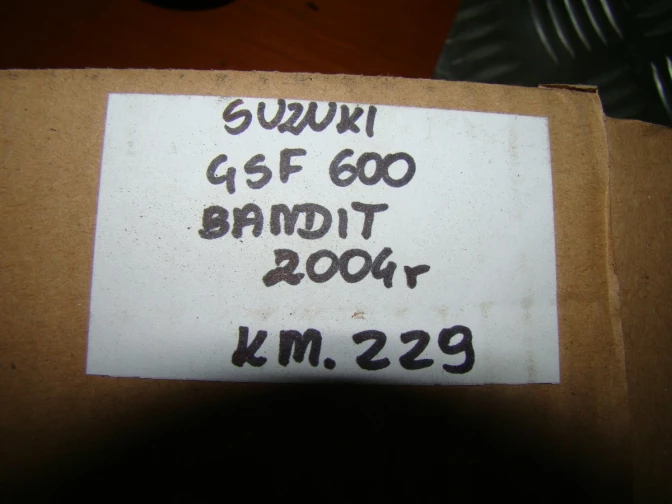 SUZUKI
GSF 600
BANDIT
2004r
KM. 229